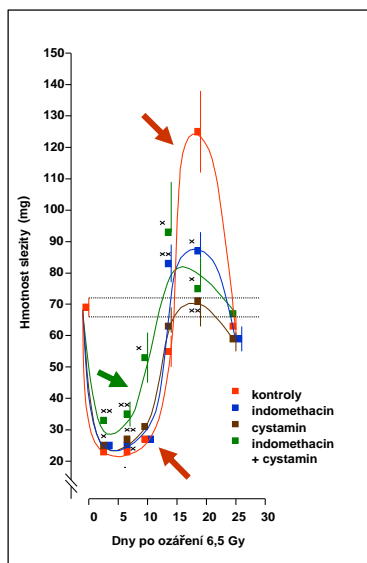 150
140
130
120
110
100
90
80
70
60
50
40
30
20
Hmotnost slezity (mg)
x
x x
x
x
x x
x
x x
x
x x
x
x x
x
kontroly
indomethacin
cystamin
indomethacin
+ cystamin
0 5 10 15 20 25 30
Dny po ozáření 6,5 Gy